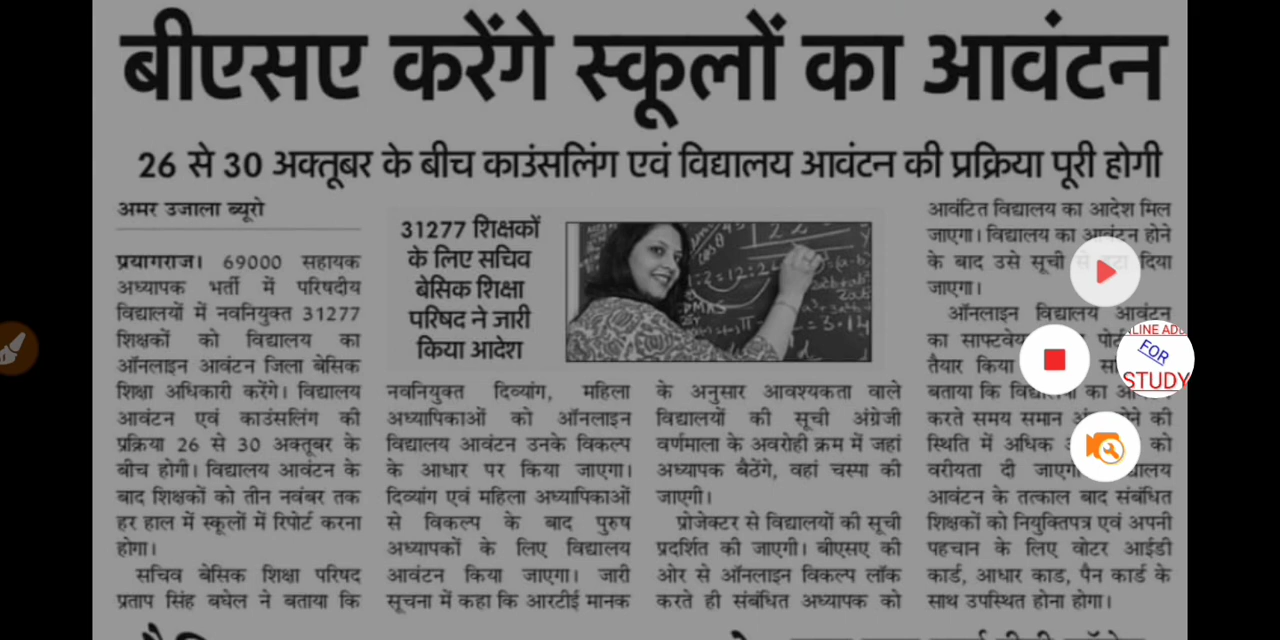 बीएसए करेंगे स्कूलों का आवंटन
26 से 30 अक्तूबर के बीच काउंसलिंग एवं विद्यालय आवंटन की प्रक्रिया पूरी होगी
अमर उजाला ब्यूरो
प्रयागराज। 69000 सहायक
अध्यापक भर्ती में परिषदीय
विद्यालयों में नवनियुक्त 31277
शिक्षकों को विद्यालय का
ऑनलाइन आवंटन जिला बेसिक
शिक्षा अधिकारी करेंगे। विद्यालय
आवंटन एवं काउंसलिंग की
प्रक्रिया 26 से 30 अक्तूबर के
बीच होगी। विद्यालय आवंटन के
बाद शिक्षकों को तीन नवंबर तक
हर हाल में स्कूलों में रिपोर्ट करना
होगा।
सचिव बेसिक शिक्षा परिषद
प्रताप सिंह बघेल ने बताया कि
31277 शिक्षकों
के लिए सचिव
बेसिक शिक्षा
परिषद ने जारी
किया आदेश
नवनियुक्त दिव्यांग, महिला
अध्यापिकाओं को ऑनलाइन
विद्यालय आवंटन उनके विकल्प
के आधार पर किया जाएगा।
दिव्यांग एवं महिला अध्यापिकाओं
से विकल्प के बाद पुरुष
अध्यापकों के लिए विद्यालय
आवंटन किया जाएगा। जारी
सूचना में कहा कि आरटीई मानक
के अनुसार आवश्यकता वाले
विद्यालयों की सूची अंग्रेजी
वर्णमाला के अवरोही क्रम में जहां
अध्यापक बैठेंगे, वहां चस्पा की
जाएगी।
प्रोजेक्टर से विद्यालयों की सूची
प्रदर्शित की जाएगी। बीएसए की
ओर से ऑनलाइन विकल्प लॉक
करते ही संबंधित अध्यापक को
आवंटित विद्यालय का आदेश मिल
जाएगा। विद्यालय का आवंटन होने
के बाद उसे सूची से हटा दिया
जाएगा।
ऑनलाइन विद्यालय आवंटन
का साफ्टवेय
तैयार किया
बताया कि का
करते समय समान की
स्थिति में अधिक को
वरीयता दी
आवंटन के तत्काल बाद संबंधित
शिक्षकों को नियुक्तिपत्र एवं अपनी
पहचान के लिए वोटर आईडी
कार्ड, आधार काड, पैन कार्ड के
साथ उपस्थित होना होगा।
FOR
STUDY